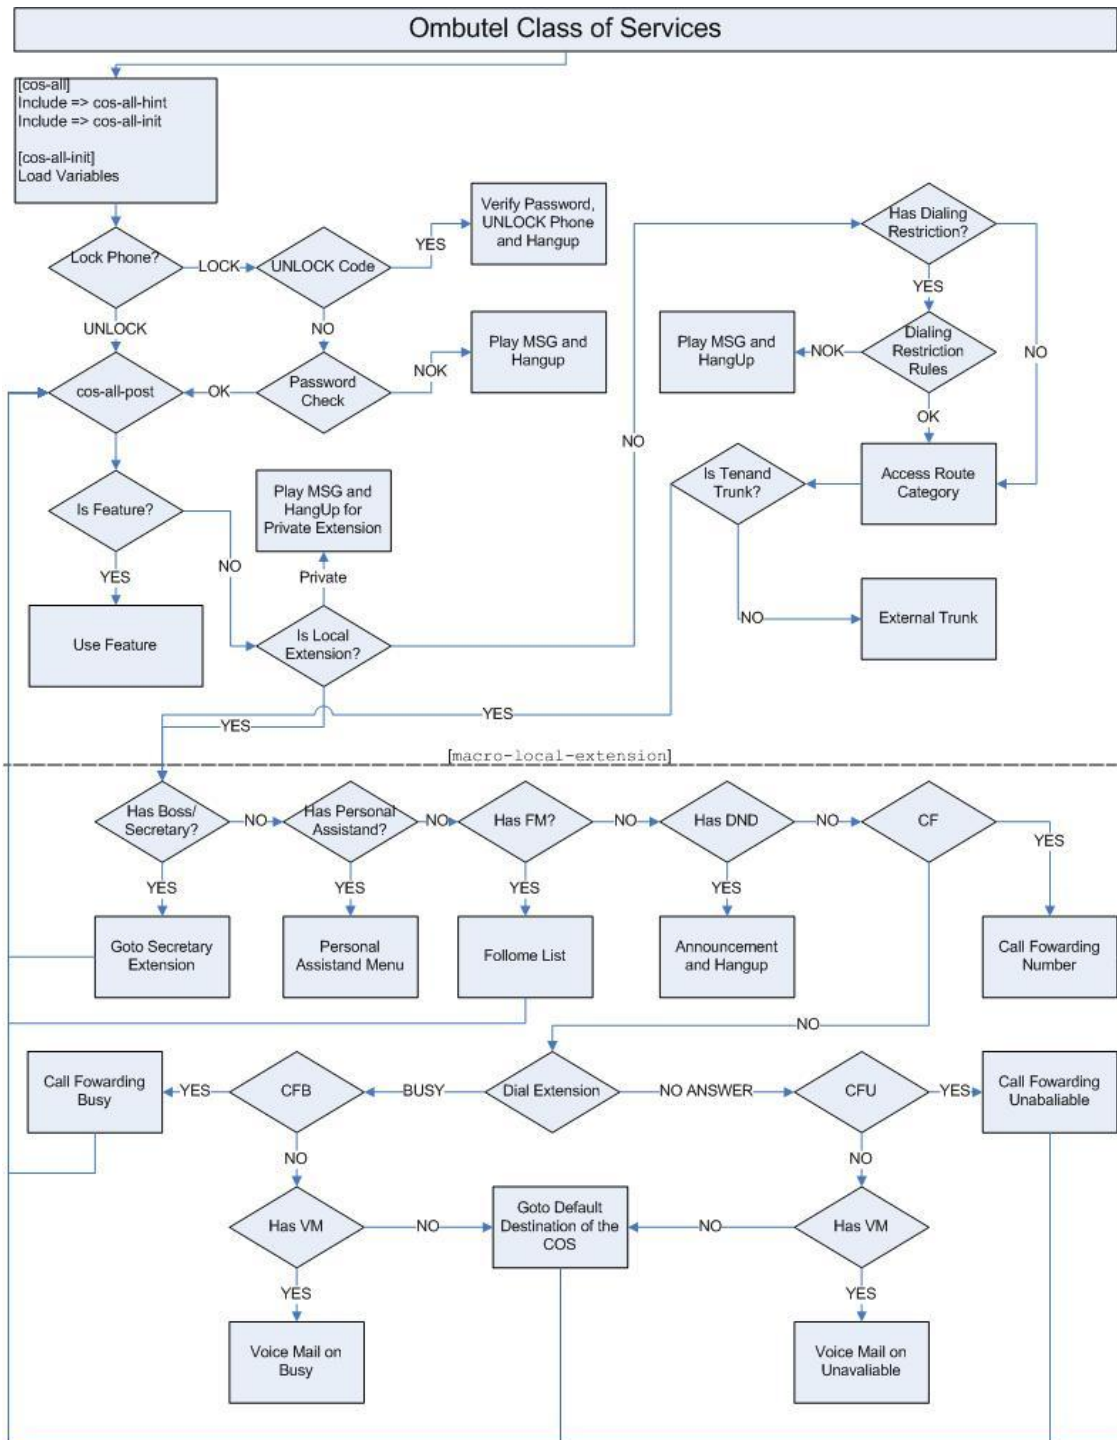 Ombutel Class of Services
[cos-all]
Include => cos-all-hint
Include => cos-all-init
[cos-all-init]
Load Variables
Lock Phone?
LOCK
UNLOCK Code
YES
Verify Password,
UNLOCK Phone
and Hangup
Has Dialing
Restriction?
UNLOCK
NO
YES
NO
Play MSG and
Hangup
NOK
Play MSG and
HangUp
NOK
Dialing
Restriction
Rules
cos-all-post
OK
Password
Check
OK
NO
Is Feature?
Play MSG and
HangUp for
Private Extension
Is Tenand
Trunk?
Access Route
Category
YES
NO
Private
Use Feature
Is Local
Extension?
NO
External Trunk
YES
YES
[macro-local-extension]
Has Boss/
Secretary?
NO
Has Personal
Assistand?
NO
Has FM?
NO
Has DND
NO
CF
YES
YES
YES
YES
YES
Goto Secretary
Extension
Personal
Assistand Menu
Follome List
Announcement
and Hangup
Call Fowarding
Number
NO
Call Fowarding
Busy
YES
CFB
BUSY
Dial Extension
NO ANSWER
CFU
YES
Call Fowarding
Unabaliable
NO
NO
Has VM
NO
Goto Default
Destination of the
COS
NO
Has VM
YES
YES
Voice Mail on
Busy
Voice Mail on
Unavaliable